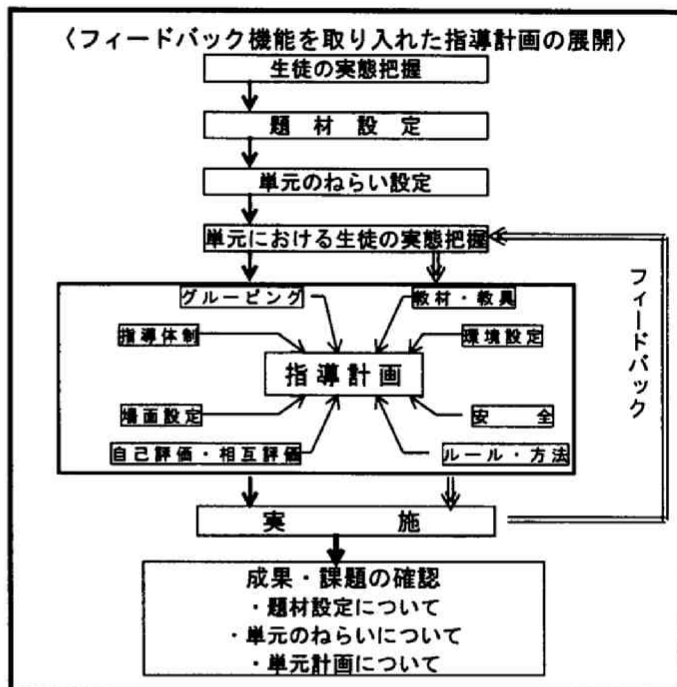 〈フィードバック機能を取り入れた指導計画の展開〉
生徒の実態把握
題材設定
単元のねらい設定
単元における生徒の実態把握
グルーピング
教材・教具
指導体制
環境設定
指導計画
場面設定
安全
自己評価・相互評価
ルール・方法
フィードバック
実施
成果・課題の確認
・題材設定について
・単元のねらいについて
・単元計画について